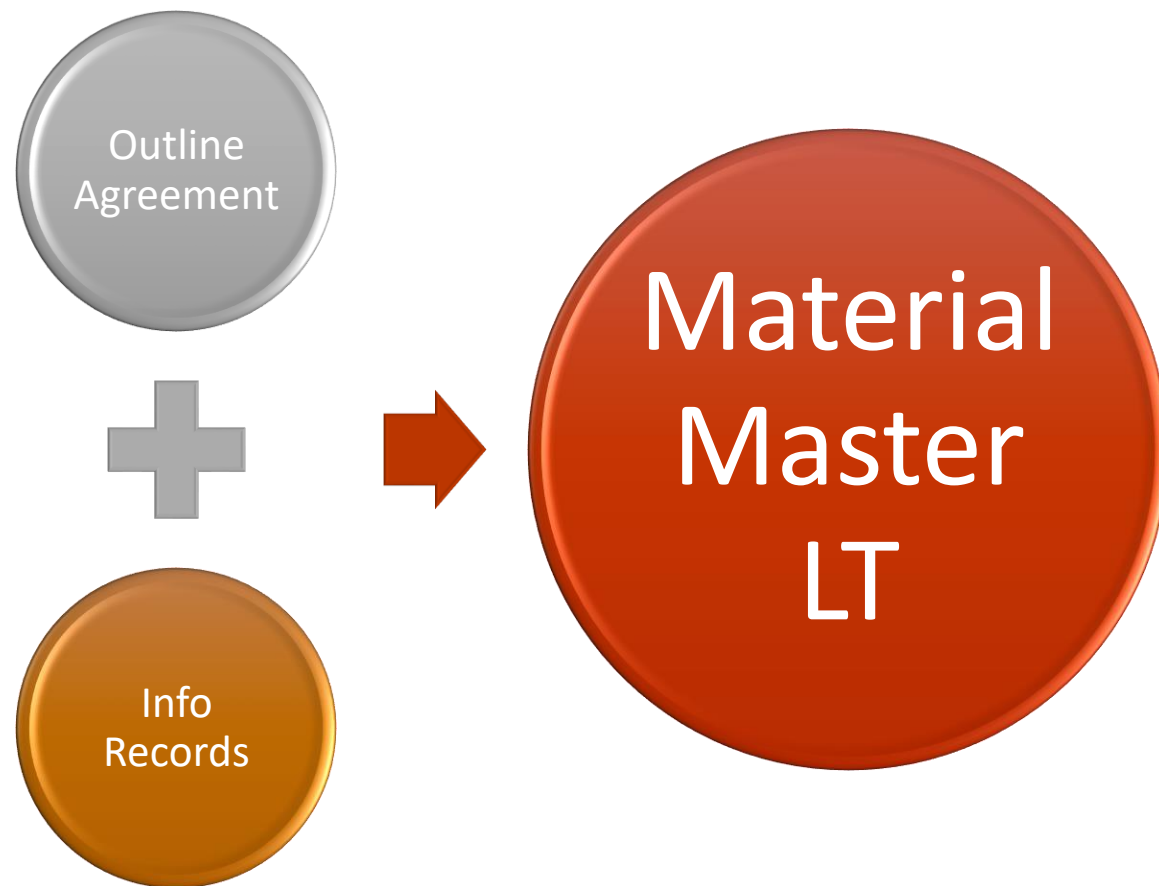 Outline
Agreement
Info
Records
Material
Master
LT